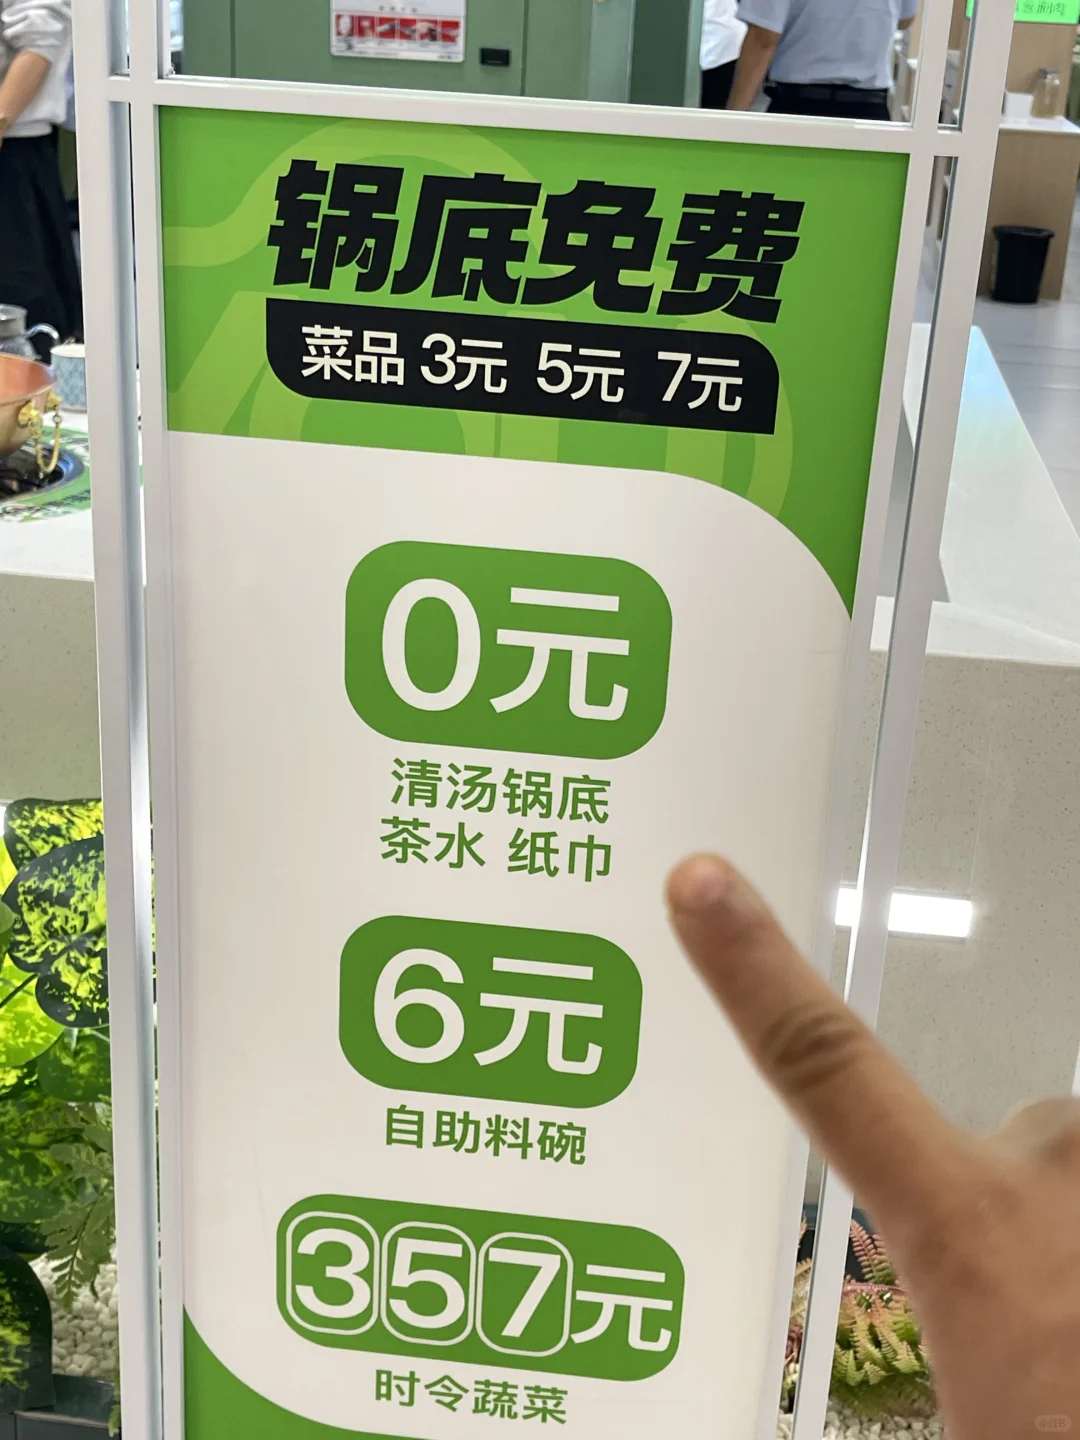 锅底免费
菜品 3元 5元 7元
0元
清汤锅底
茶水 纸巾
6元
自助料碗
357元
时令蔬菜